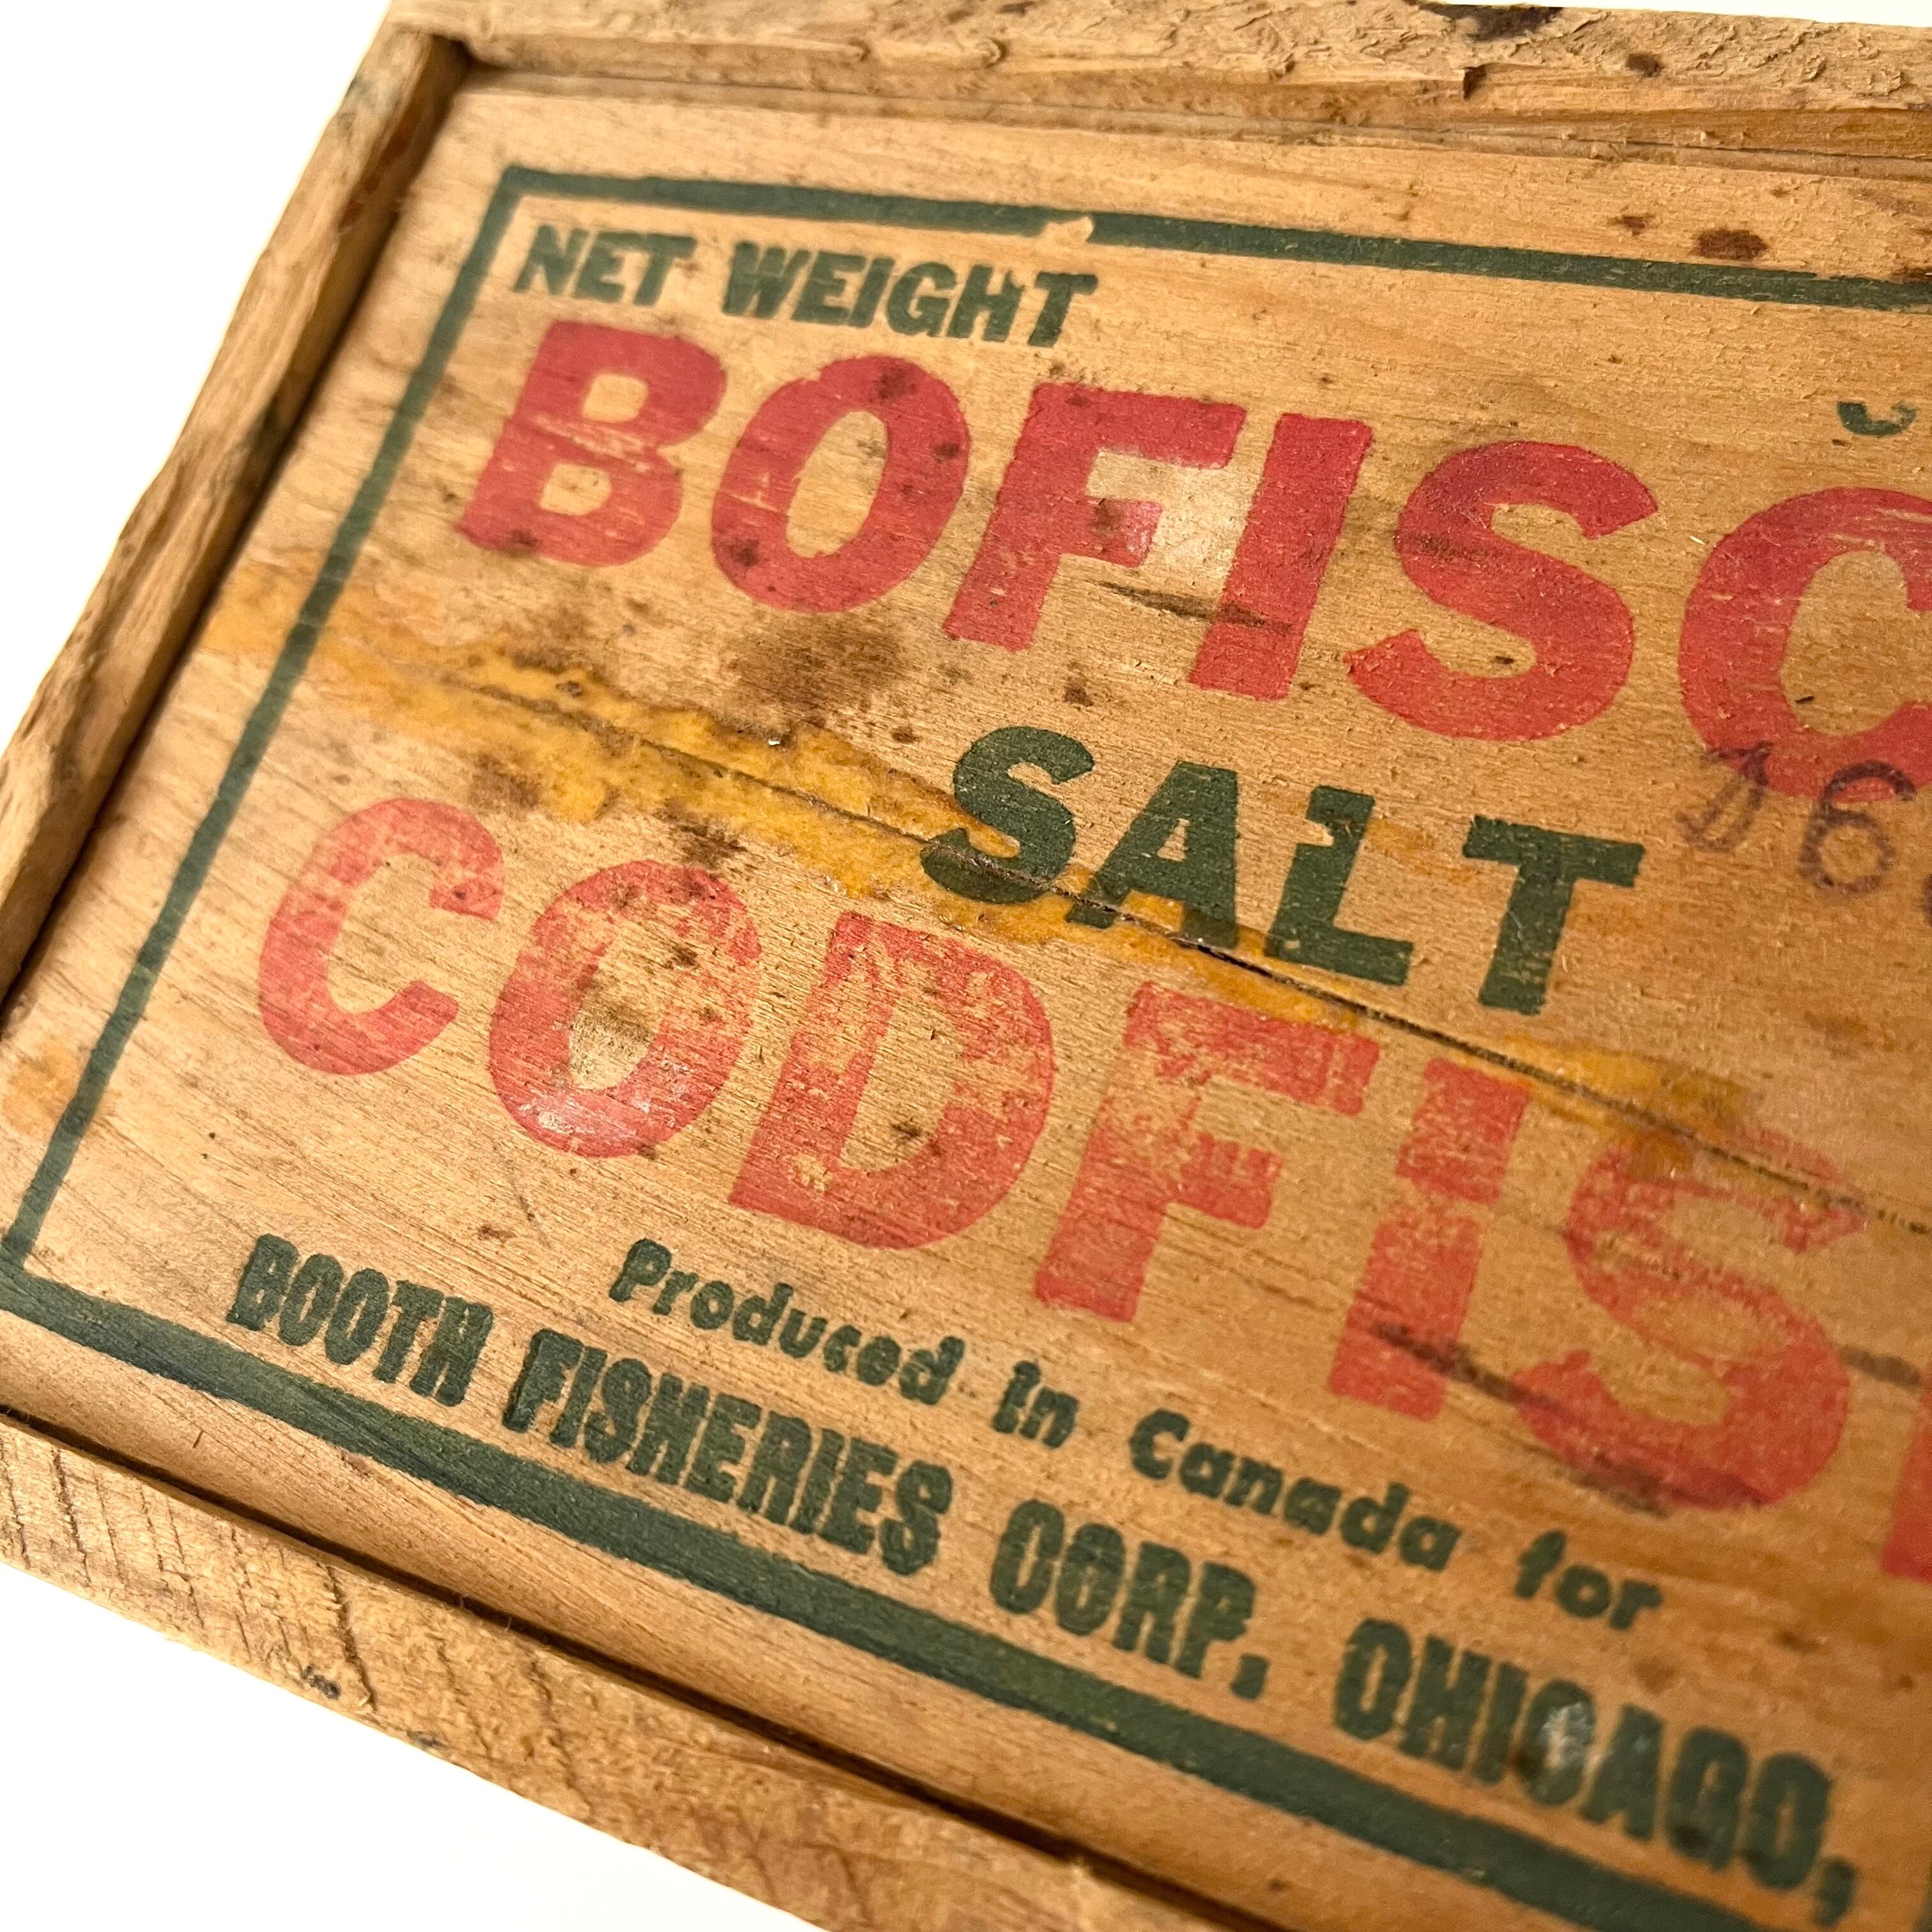 NET WEIGHT
BOFISC
SALT
CODFIS
Produced in Canada for
BOOTH FISHERIES CORP. CHICAGO,